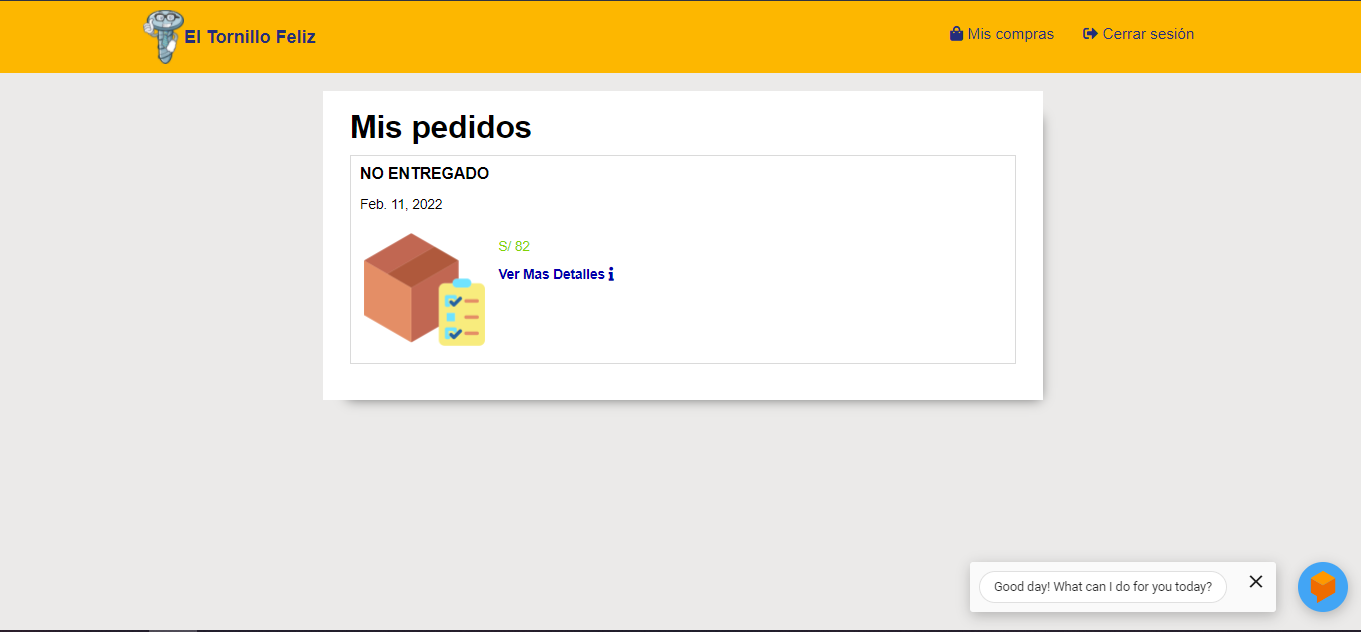 El Tornillo Feliz
Mis compras
Cerrar sesión
Mis pedidos
NO ENTREGADO
Feb. 11, 2022
S/ 82
Ver Mas Detalles
Good day! What can I do for you today?